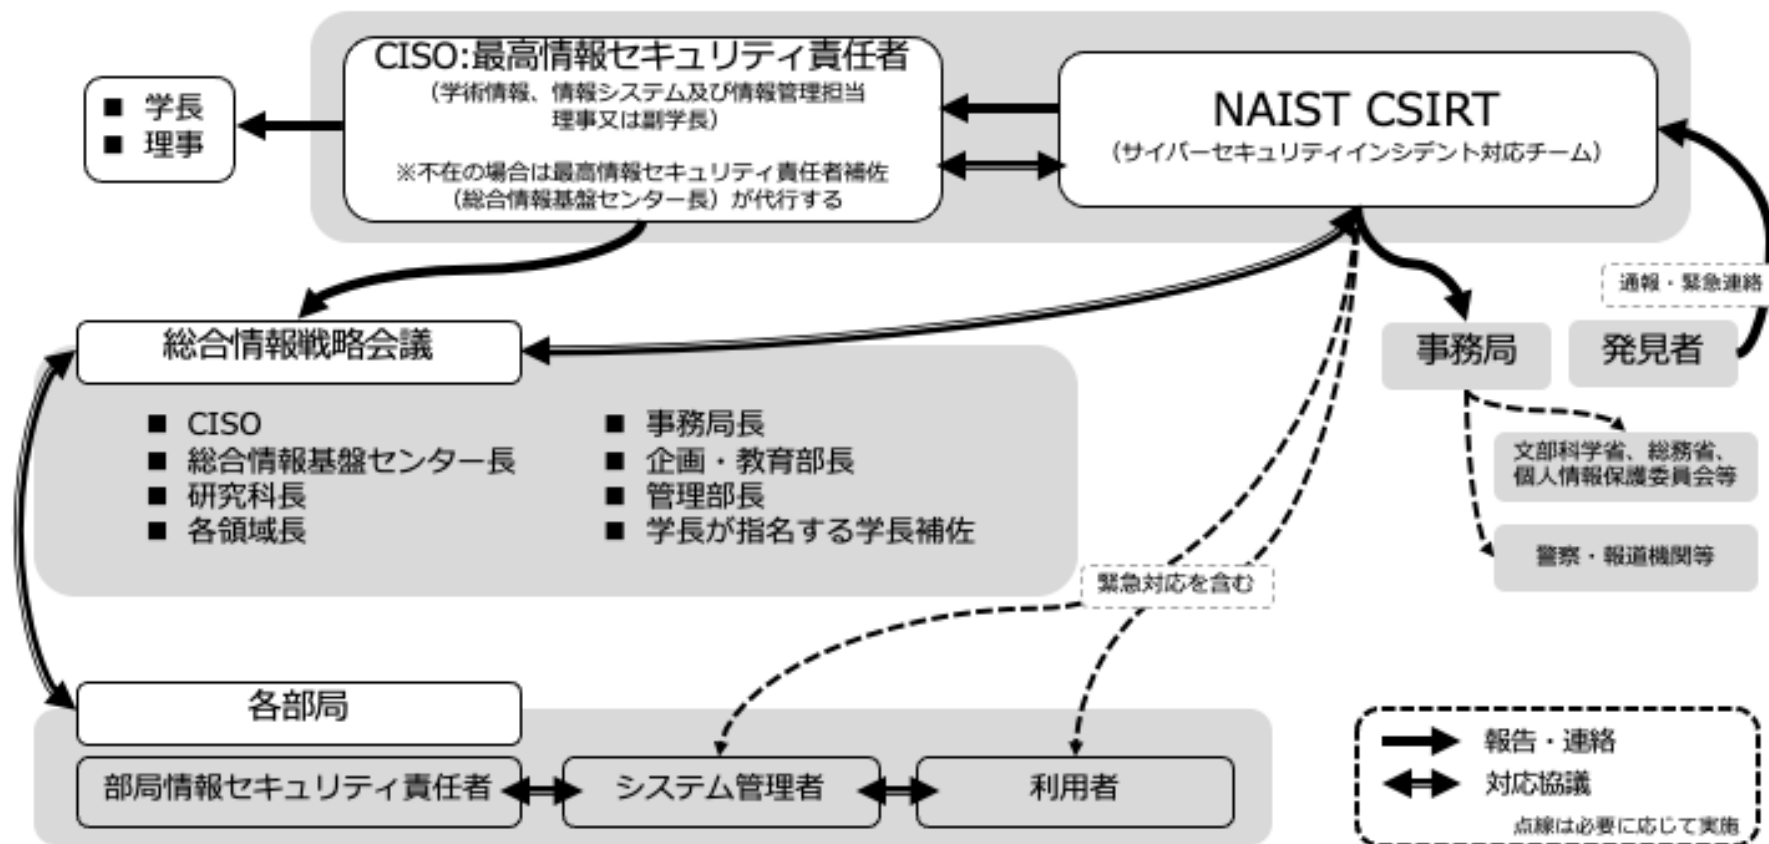 CISO:最高情報セキュリティ責任者
（学術情報、情報システム及び情報管理担当
理事又は副学長）
※不在の場合は最高情報セキュリティ責任者補佐
（総合情報基盤センター長）が代行する
■ 学長
■ 理事
NAIST CSIRT
（サイバーセキュリティインシデント対応チーム）
通報・緊急連絡
総合情報戦略会議
事務局
発見者
■ CISO
■ 総合情報基盤センター長
■ 研究科長
■ 各領域長
■ 事務局長
■ 企画・教育部長
■ 管理部長
■ 学長が指名する学長補佐
文部科学省、総務省、
個人情報保護委員会等
警察・報道機関等
緊急対応を含む
各部局
部局情報セキュリティ責任者
システム管理者
利用者
報告・連絡
対応協議
点線は必要に応じて実施